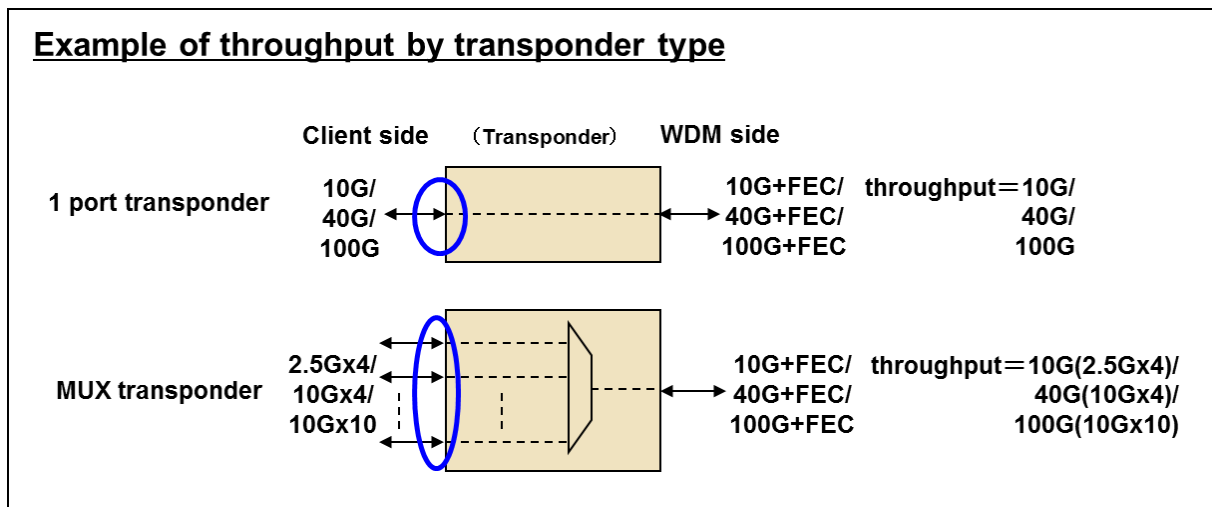 Example of throughput by transponder type
Client side (Transponder) WDM side
1 port transponder
10G/
40G/
100G
10G+FEC/
40G+FEC/
100G+FEC
throughput=10G/
40G/
100G
MUX transponder
2.5Gx4/
10Gx4/
10Gx10
10G+FEC/
40G+FEC/
100G+FEC
throughput=10G(2.5Gx4)/
40G(10Gx4)/
100G(10Gx10)